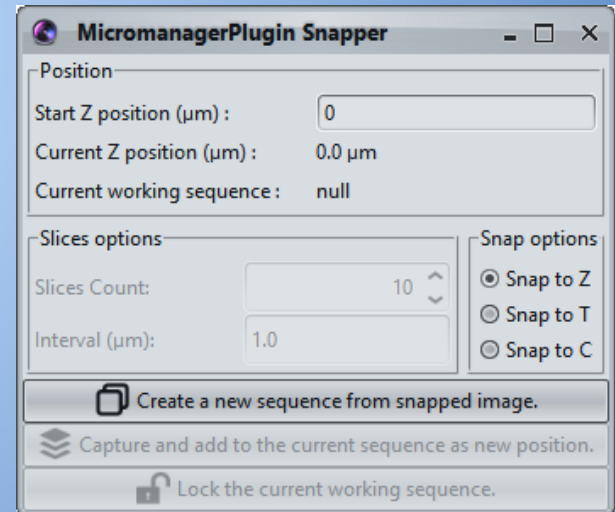 MicromanagerPlugin Snapper
Position
Start Z position (µm) : 0
Current Z position (µm) : 0.0 µm
Current working sequence : null
Slices options
Slices Count: 10
Interval (µm): 1.0
Snap options
Snap to Z
Snap to T
Snap to C
Create a new sequence from snapped image.
Capture and add to the current sequence as new position.
Lock the current working sequence.